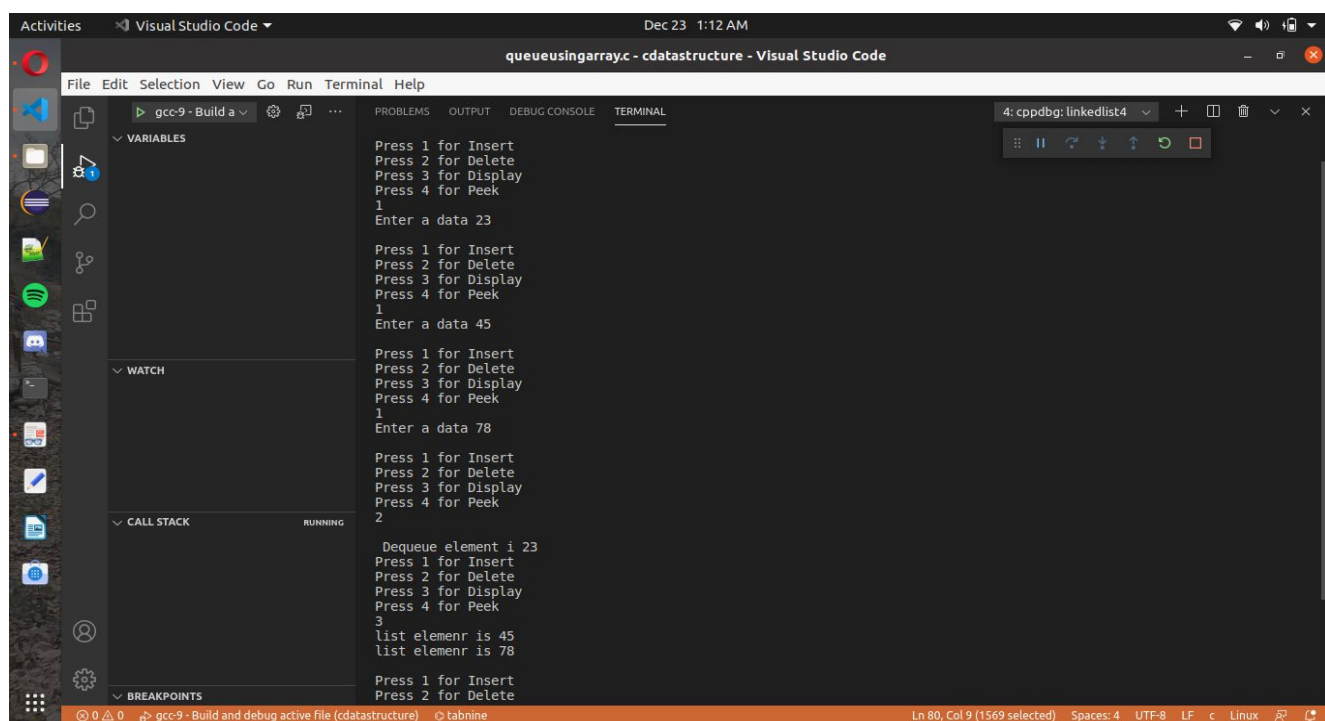 Activities Visual Studio Code Dec 23 1:12 AM
queueusingarray.c - cdatastructure - Visual Studio Code
File Edit Selection View Go Run Terminal Help
gcc-9 - Build a
PROBLEMS OUTPUT DEBUG CONSOLE TERMINAL
4: cppdbg: linkedlist4
VARIABLES
1
Press 1 for Insert
Press 2 for Delete
Press 3 for Display
Press 4 for Peek
1
Enter a data 23
Press 1 for Insert
Press 2 for Delete
Press 3 for Display
Press 4 for Peek
1
Enter a data 45
Press 1 for Insert
Press 2 for Delete
Press 3 for Display
Press 4 for Peek
1
Enter a data 78
Press 1 for Insert
Press 2 for Delete
Press 3 for Display
Press 4 for Peek
2
Dequeue element i 23
Press 1 for Insert
Press 2 for Delete
Press 3 for Display
Press 4 for Peek
3
list elemenr is 45
list elemenr is 78
Press 1 for Insert
Press 2 for Delete
WATCH
CALL STACK RUNNING
BREAKPOINTS
0 0 gcc-9 - Build and debug active file (cdatastructure) tabnine Ln 80, Col 9 (1569 selected) Spaces: 4 UTF-8 LF c Linux